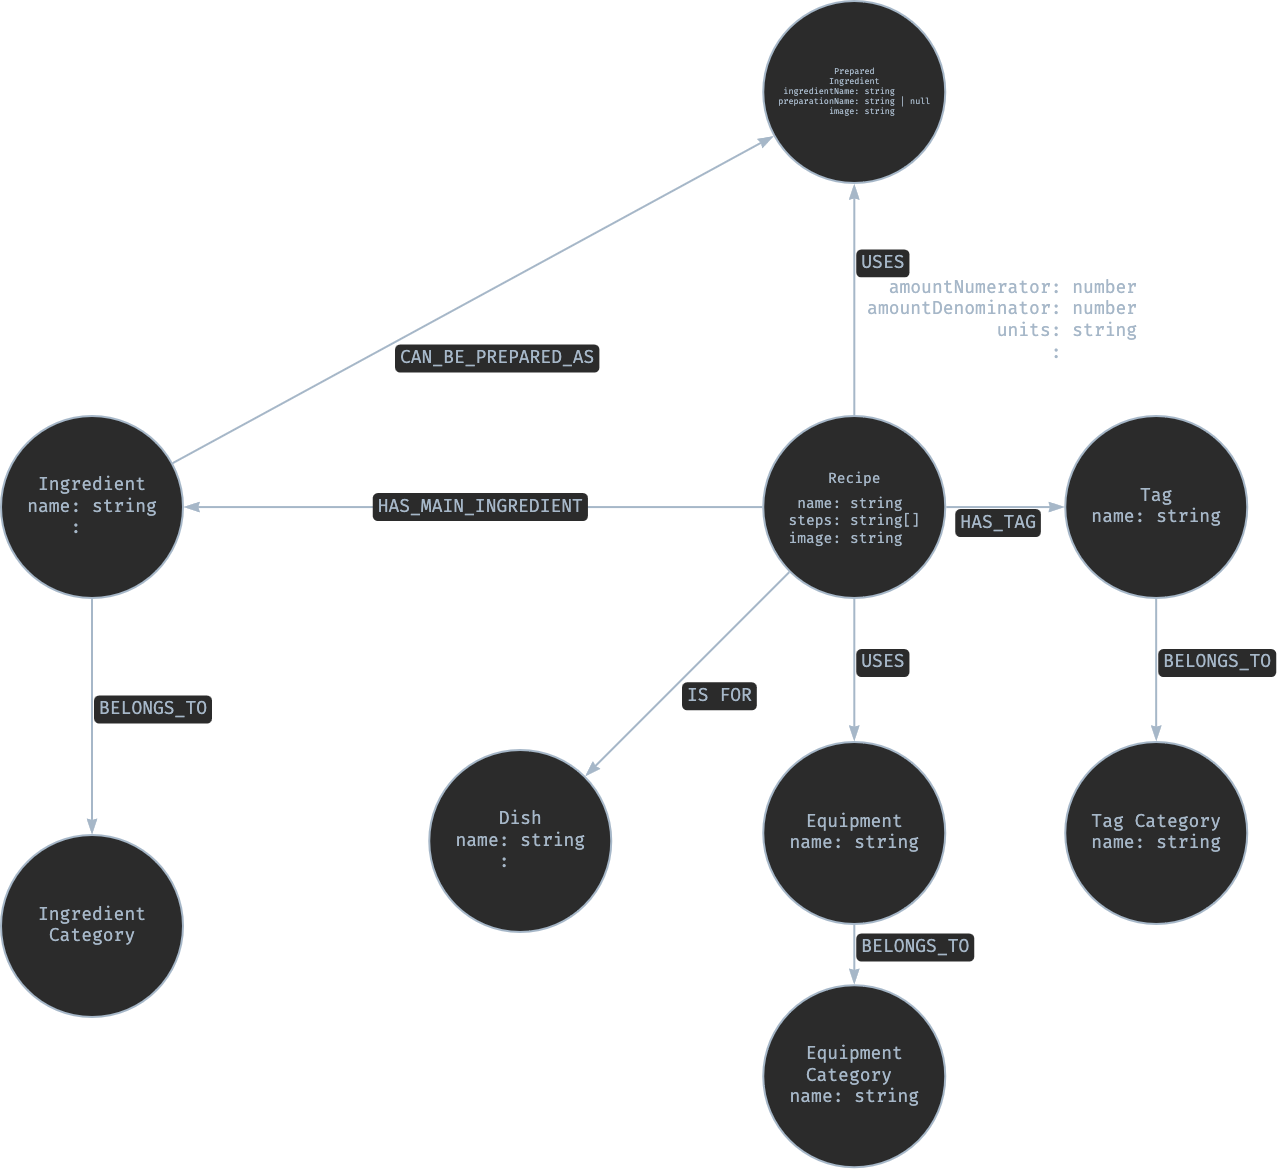 Prepared
Ingredient
ingredientName: string
preparationName: string | null
image: string
USES
amountNumerator: number
amountDenominator: number
units: string
:
CAN_BE_PREPARED_AS
Ingredient
name: string
:
HAS_MAIN_INGREDIENT
Recipe
name: string
steps: string[]
image: string
HAS_TAG
Tag
name: string
BELONGS_TO
IS FOR
USES
BELONGS_TO
Dish
name: string
:
Equipment
name: string
Tag Category
name: string
Ingredient
Category
BELONGS_TO
Equipment
Category
name: string